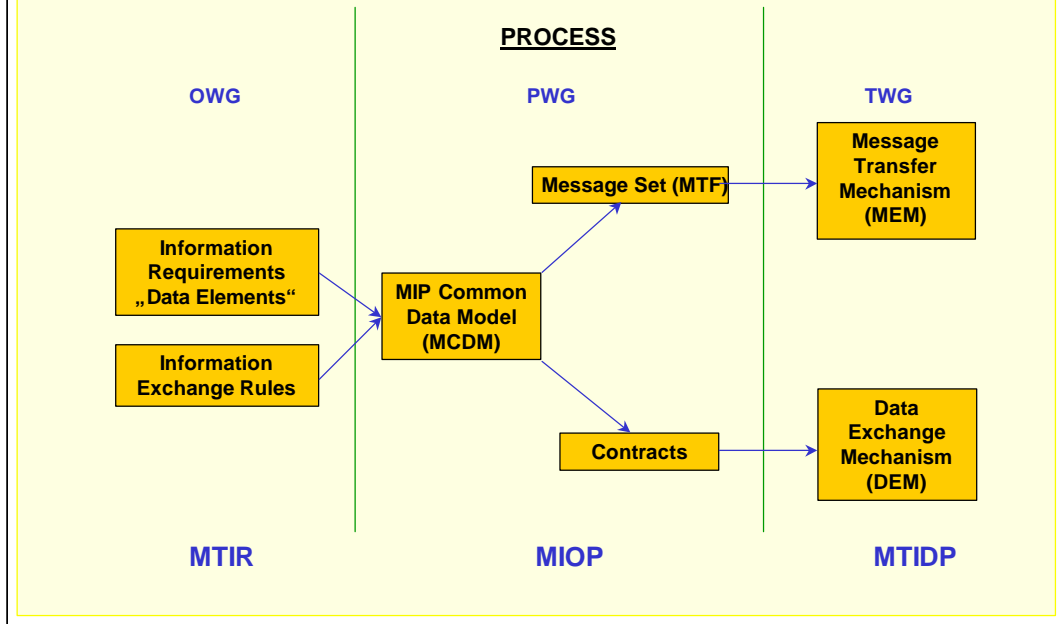 PROCESS
OWG
PWG
TWG
Message
Transfer
Mechanism
(MEM)
Message Set (MTF)
Information
Requirements
„Data Elements“
MIP Common
Data Model
(MCDM)
Information
Exchange Rules
Data
Exchange
Mechanism
(DEM)
Contracts
MTIR
MIOP
MTIDP